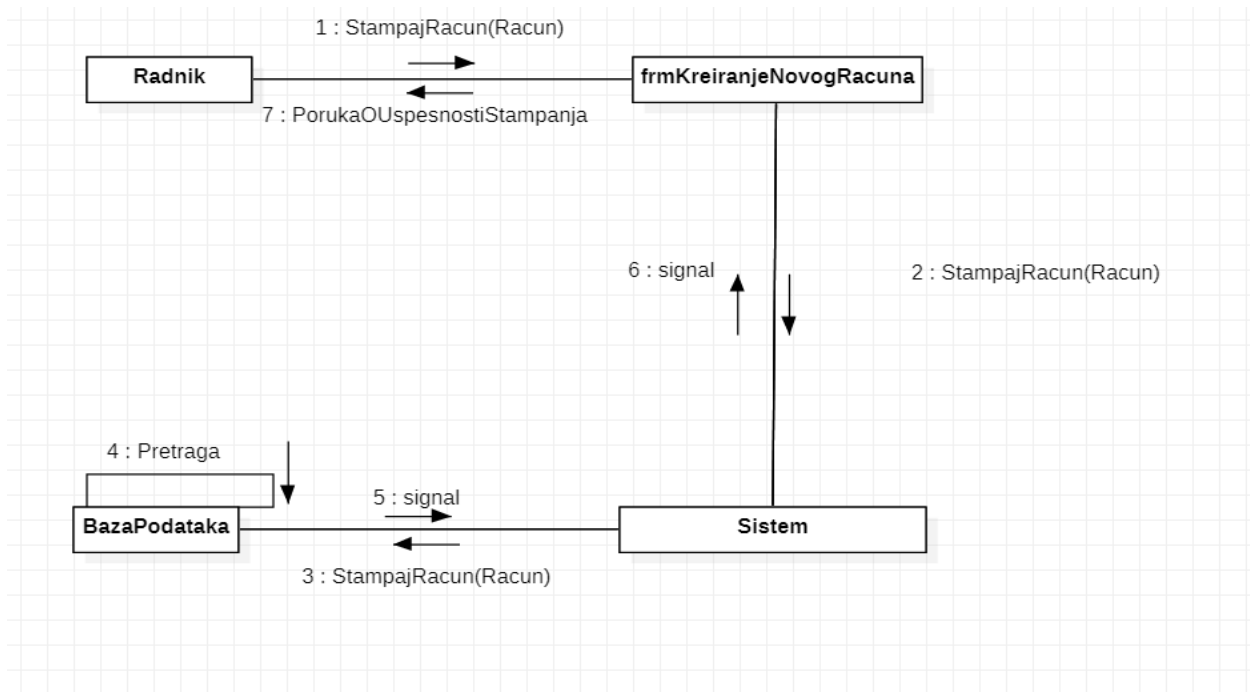 1 : StampajRacun(Racun)
Radnik
frmKreiranjeNovogRacuna
7 : PorukaOUspesnostiStampanja
6 : signal
2 : StampajRacun(Racun)
4 : Pretraga
5 : signal
BazaPodataka
Sistem
3 : StampajRacun(Racun)